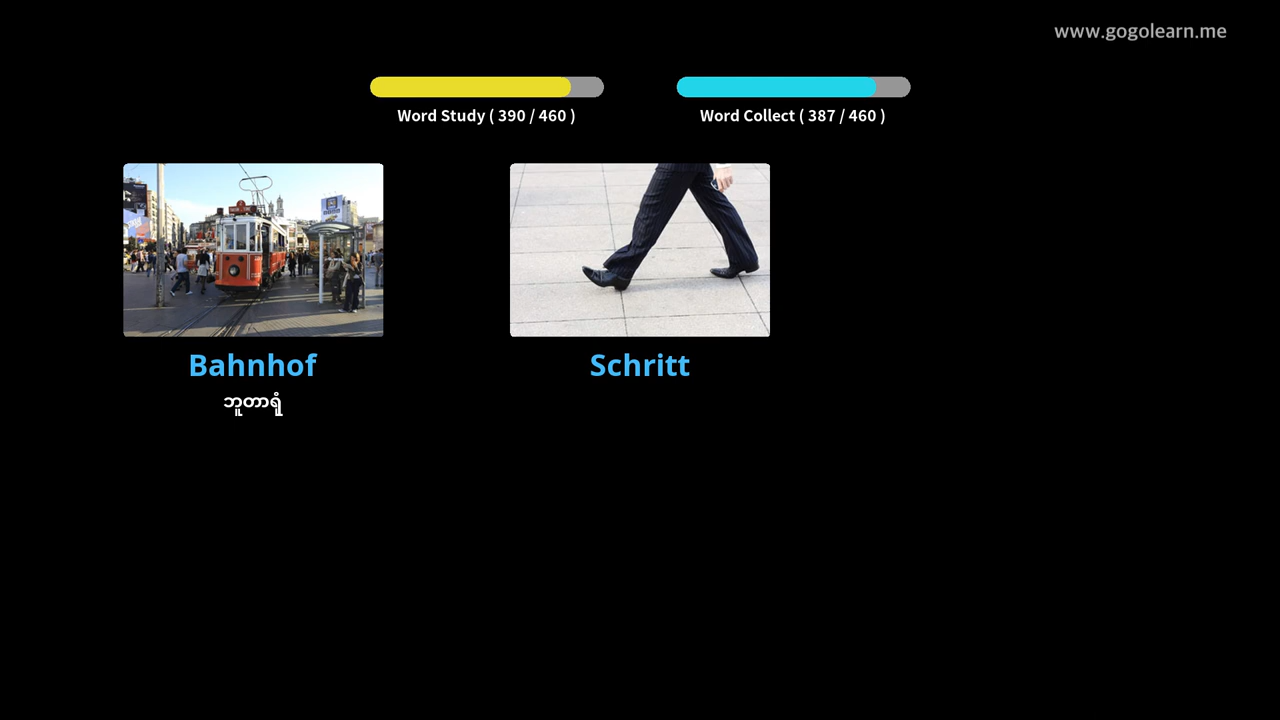 www.gogolearn.me
Word Study ( 390 / 460 )
Word Collect ( 387 / 460 )
Bahnhof
Schritt
ဘူတာရုံ